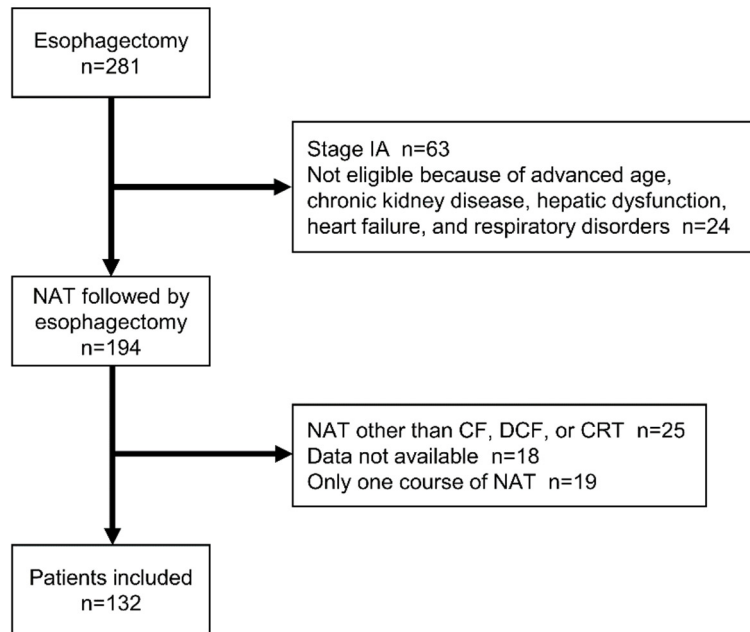 Esophagectomy
n=281
Stage IA n=63
Not eligible because of advanced age,
chronic kidney disease, hepatic dysfunction,
heart failure, and respiratory disorders n=24
NAT followed by
esophagectomy
n=194
NAT other than CF, DCF, or CRT n=25
Data not available n=18
Only one course of NAT n=19
Patients included
n=132